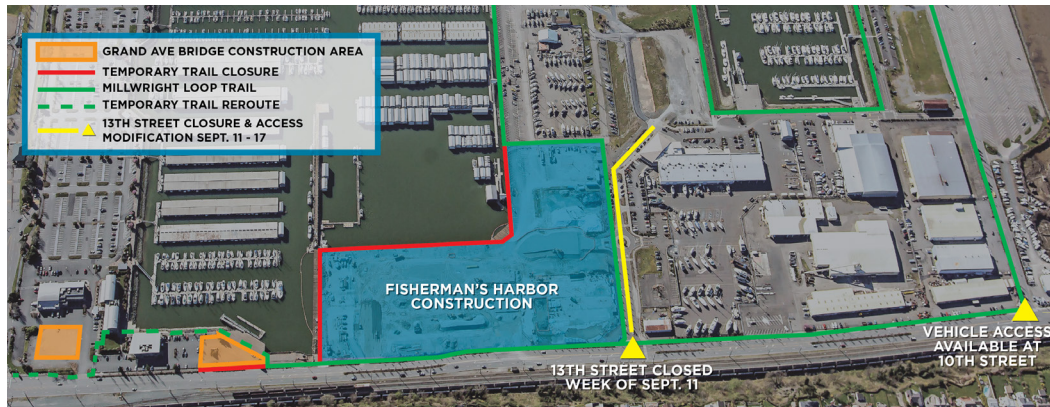 GRAND AVE BRIDGE CONSTRUCTION AREA
TEMPORARY TRAIL CLOSURE
MILLWRIGHT LOOP TRAIL
TEMPORARY TRAIL REROUTE
13TH STREET CLOSURE & ACCESS
MODIFICATION SEPT. 11 - 17
FISHERMAN'S HARBOR
CONSTRUCTION
13TH STREET CLOSED
WEEK OF SEPT. 11
VEHICLE ACCESS
AVAILABLE AT
10TH STREET